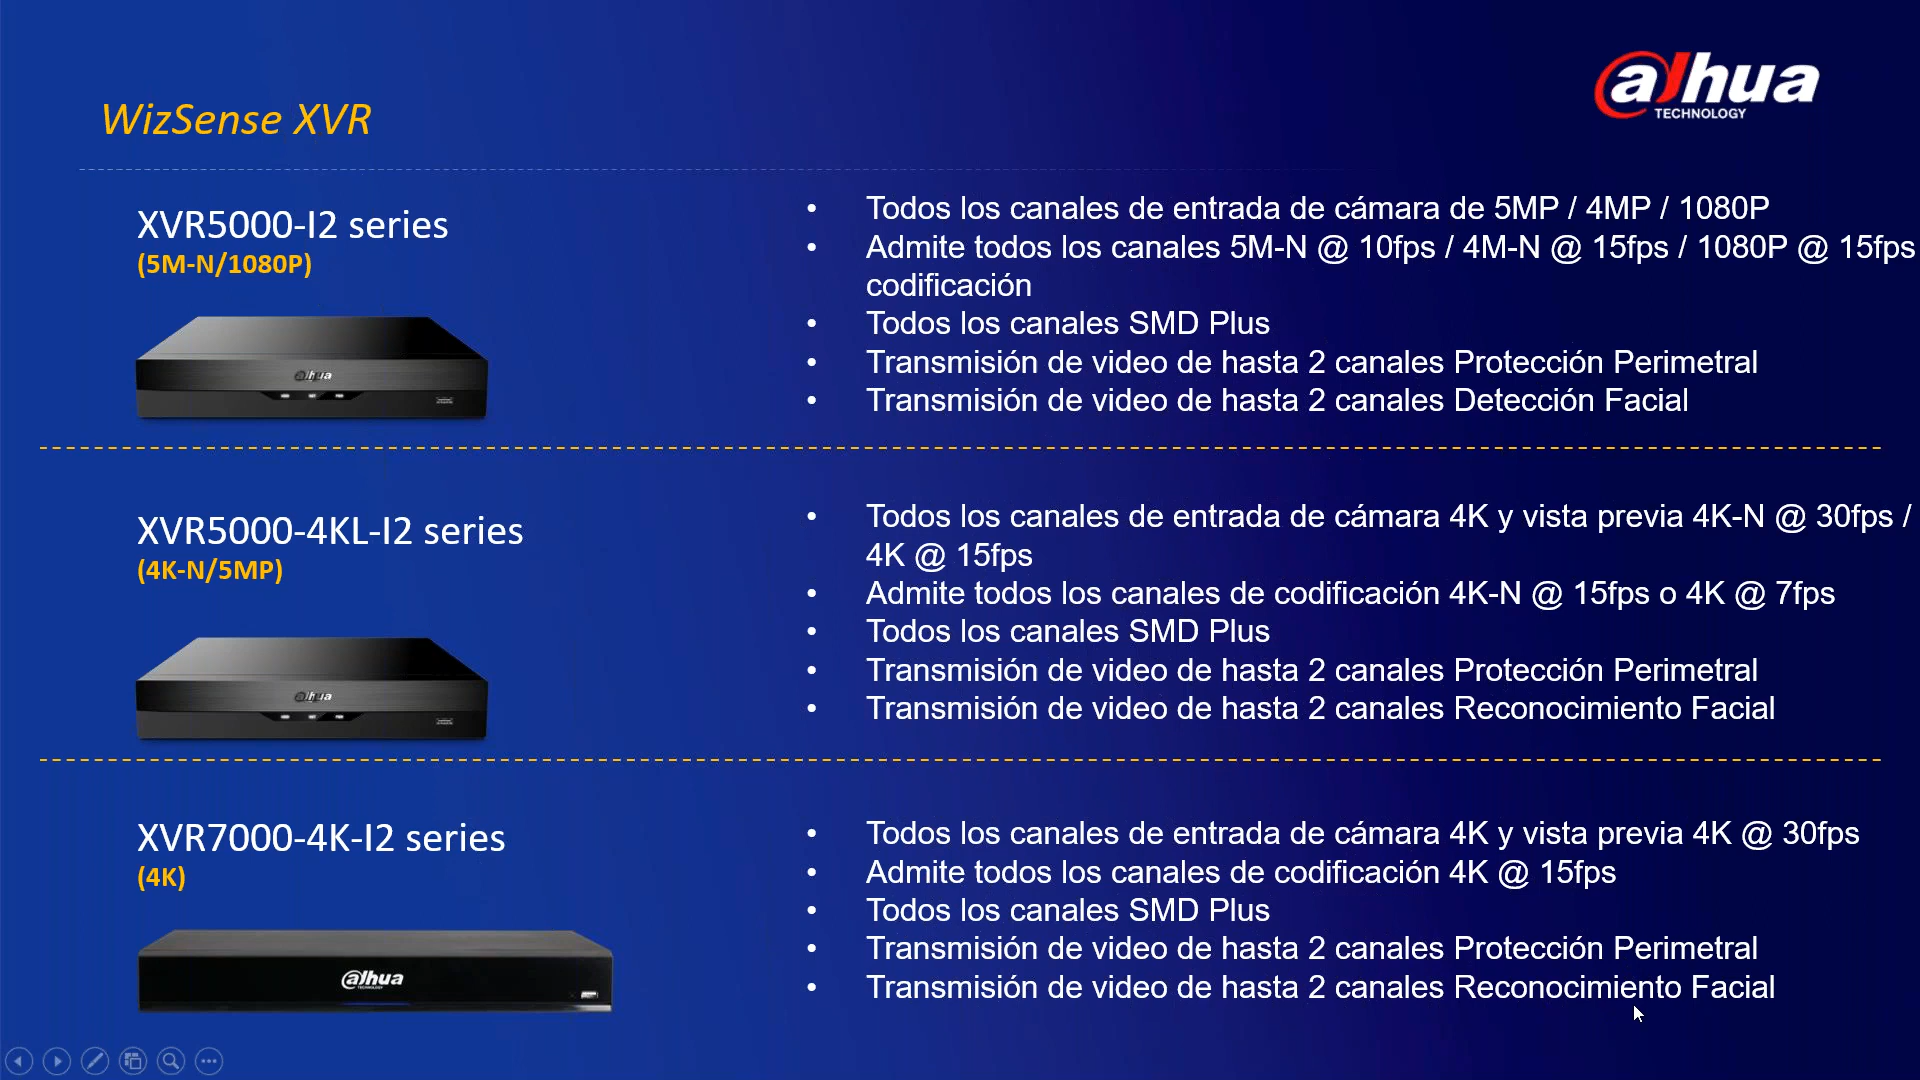 WizSense XVR
alhua
TECHNOLOGY
XVR5000-I2 series
(5M-N/1080P)
alhua
• Todos los canales de entrada de cámara de 5MP / 4MP / 1080P
• Admite todos los canales 5M-N @ 10fps / 4M-N @ 15fps / 1080P @ 15fps
codificación
• Todos los canales SMD Plus
• Transmisión de video de hasta 2 canales Protección Perimetral
• Transmisión de video de hasta 2 canales Detección Facial
XVR5000-4KL-I2 series
(4K-N/5MP)
alhua
• Todos los canales de entrada de cámara 4K y vista previa 4K-N @ 30fps /
4K @ 15fps
• Admite todos los canales de codificación 4K-N @ 15fps o 4K @ 7fps
• Todos los canales SMD Plus
• Transmisión de video de hasta 2 canales Protección Perimetral
• Transmisión de video de hasta 2 canales Reconocimiento Facial
XVR7000-4K-I2 series
(4K)
alhua
TECHNOLOGY
• Todos los canales de entrada de cámara 4K y vista previa 4K @ 30fps
• Admite todos los canales de codificación 4K @ 15fps
• Todos los canales SMD Plus
• Transmisión de video de hasta 2 canales Protección Perimetral
• Transmisión de video de hasta 2 canales Reconocimiento Facial